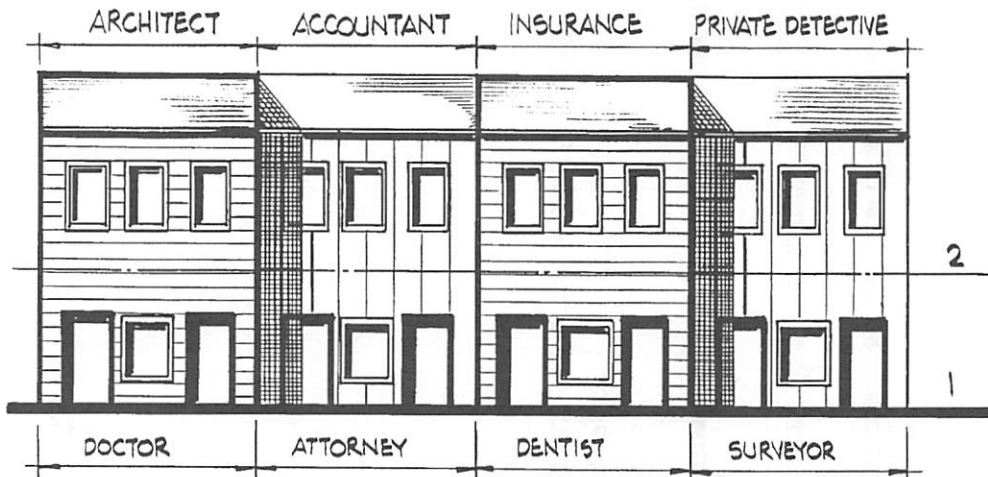 ARCHITECT ACCOUNTANT INSURANCE PRIVATE DETECTIVE
2
1
DOCTOR ATTORNEY DENTIST SURVEYOR